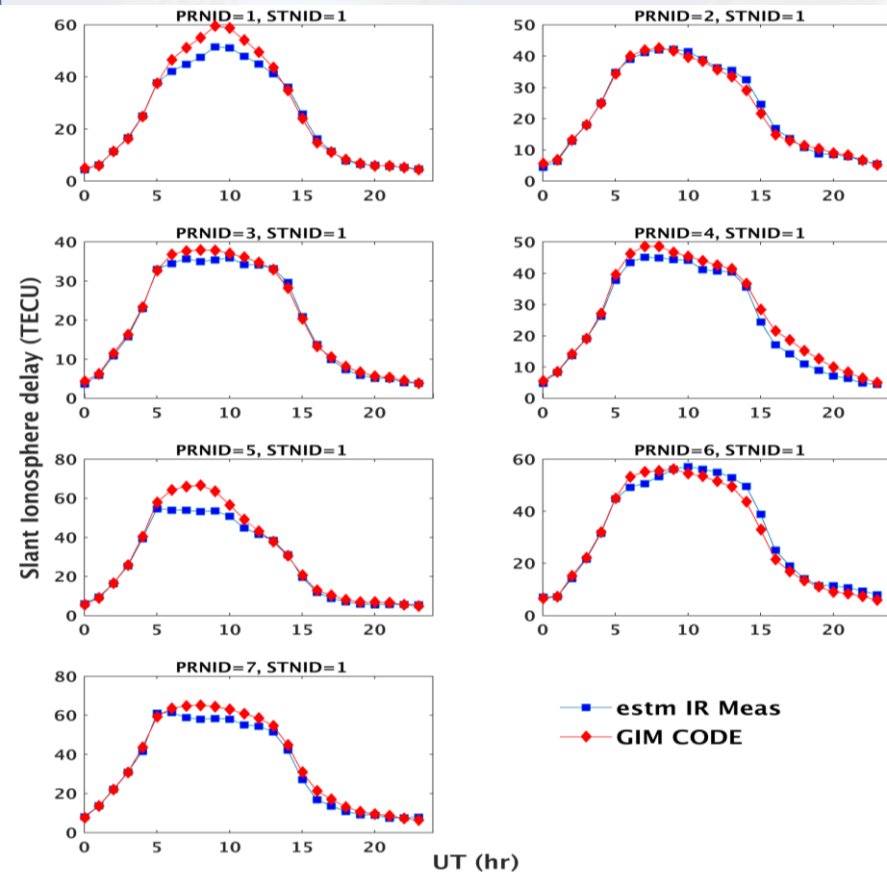 PRNID=1, STNID=1
60
40
20
0
0 5 10 15 20
PRNID=2, STNID=1
50
40
30
20
10
0
0 5 10 15 20
PRNID=3, STNID=1
40
30
20
10
0
0 5 10 15 20
PRNID=4, STNID=1
50
40
30
20
10
0
0 5 10 15 20
Slant Ionosphere delay (TECU)
PRNID=5, STNID=1
80
60
40
20
0
0 5 10 15 20
PRNID=6, STNID=1
60
40
20
0
0 5 10 15 20
PRNID=7, STNID=1
80
60
40
20
0
0 5 10 15 20
estm IR Meas
GIM CODE
UT (hr)